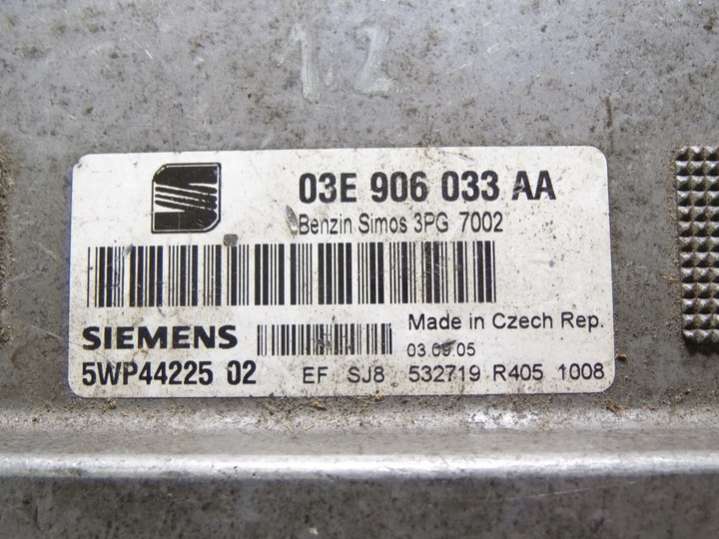 1.2
03E 906 033 AA
Benzin Simos 3PG 7002
SIEMENS
Made in Czech Rep.
03.09.05
5WP44225 02
EF SJ8 532719 R405 1008